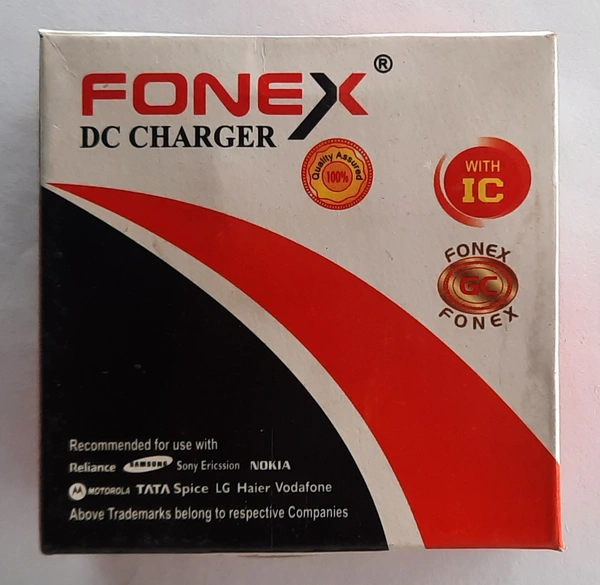 FONEX ®
DC CHARGER
Quality Assured
100%
WITH
IC
FONEX
GC
FONEX
Recommended for use with
Reliance SAMSUNG Sony Ericssion NOKIA
MOTOROLA TATA Spice LG Haier Vodafone
Above Trademarks belong to respective Companies